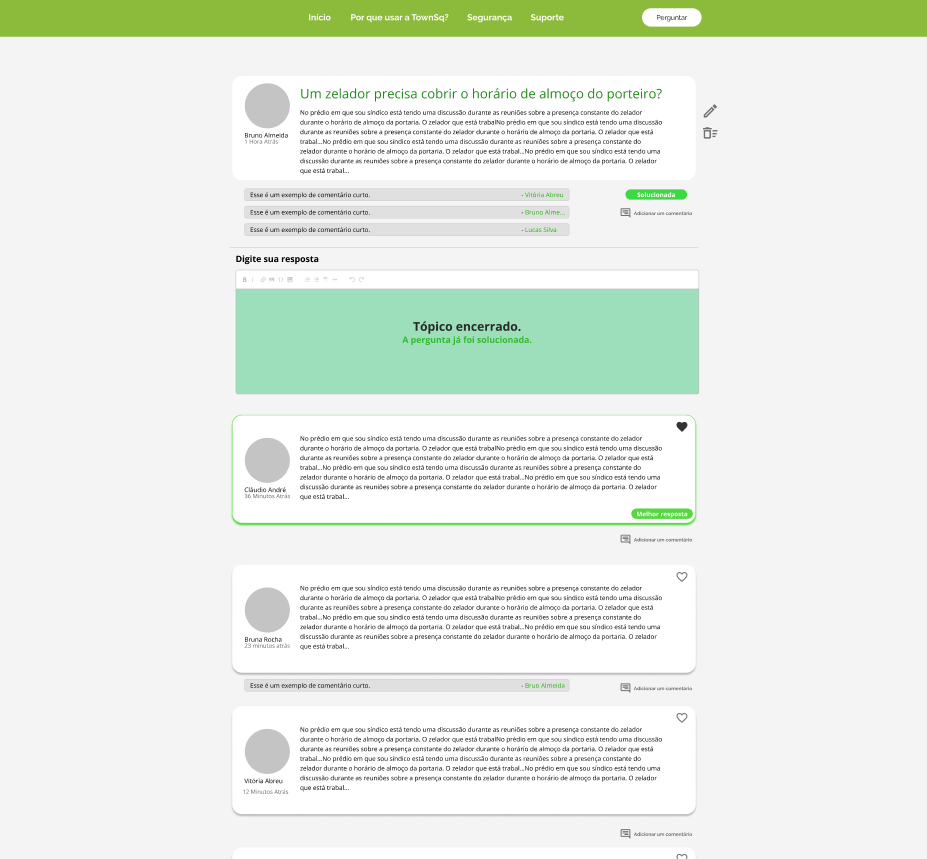 Início Por que usar a TownSq? Segurança Suporte Perguntar
Um zelador precisa cobrir o horário de almoço do porteiro?
No prédio em que sou síndico está tendo uma discussão durante as reuniões sobre a presença constante do zelador
durante o horário de almoço da portaria. O zelador que está trabalNo prédio em que sou síndico está tendo uma discussão
durante as reuniões sobre a presença constante do zelador durante o horário de almoço da portaria. O zelador que está
trabal...No prédio em que sou síndico está tendo uma discussão durante as reuniões sobre a presença constante do
zelador durante o horário de almoço da portaria. O zelador que está trabal...No prédio em que sou síndico está tendo uma
discussão durante as reuniões sobre a presença constante do zelador durante o horário de almoço da portaria. O zelador
que está trabal...
Bruno Almeida
1 Hora Atrás
Esse é um exemplo de comentário curto. - Vitória Abreu
Solucionada
Esse é um exemplo de comentário curto. - Bruno Alme...
Adicionar um comentário
Esse é um exemplo de comentário curto. - Lucas Silva
Digite sua resposta
B I
Tópico encerrado.
A pergunta já foi solucionada.
No prédio em que sou síndico está tendo uma discussão durante as reuniões sobre a presença constante do zelador
durante o horário de almoço da portaria. O zelador que está trabalNo prédio em que sou síndico está tendo uma discussão
durante as reuniões sobre a presença constante do zelador durante o horário de almoço da portaria. O zelador que está
trabal...No prédio em que sou síndico está tendo uma discussão durante as reuniões sobre a presença constante do
zelador durante o horário de almoço da portaria. O zelador que está trabal...No prédio em que sou síndico está tendo uma
discussão durante as reuniões sobre a presença constante do zelador durante o horário de almoço da portaria. O zelador
que está trabal...
Cláudio André
36 Minutos Atrás
Melhor resposta
Adicionar um comentário
No prédio em que sou síndico está tendo uma discussão durante as reuniões sobre a presença constante do zelador
durante o horário de almoço da portaria. O zelador que está trabalNo prédio em que sou síndico está tendo uma discussão
durante as reuniões sobre a presença constante do zelador durante o horário de almoço da portaria. O zelador que está
trabal...No prédio em que sou síndico está tendo uma discussão durante as reuniões sobre a presença constante do
zelador durante o horário de almoço da portaria. O zelador que está trabal...No prédio em que sou síndico está tendo uma
discussão durante as reuniões sobre a presença constante do zelador durante o horário de almoço da portaria. O zelador
que está trabal...
Bruna Rocha
23 minutos atrás
Esse é um exemplo de comentário curto. - Bruo Almeida
Adicionar um comentário
No prédio em que sou síndico está tendo uma discussão durante as reuniões sobre a presença constante do zelador
durante o horário de almoço da portaria. O zelador que está trabalNo prédio em que sou síndico está tendo uma discussão
durante as reuniões sobre a presença constante do zelador durante o horário de almoço da portaria. O zelador que está
trabal...No prédio em que sou síndico está tendo uma discussão durante as reuniões sobre a presença constante do
zelador durante o horário de almoço da portaria. O zelador que está trabal...No prédio em que sou síndico está tendo uma
discussão durante as reuniões sobre a presença constante do zelador durante o horário de almoço da portaria. O zelador
que está trabal...
Vitória Abreu
12 Minutos Atrás
Adicionar um comentário